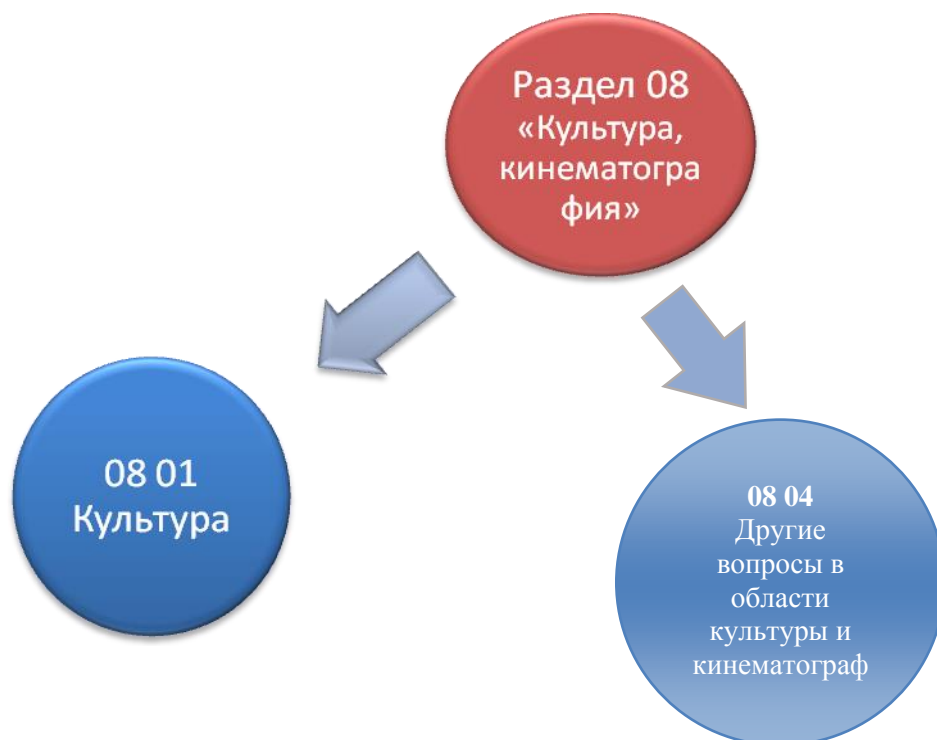 Раздел 08
«Культура,
кинематогра
фия»
08 01
Культура
08 04
Другие
вопросы в
области
культуры и
кинематограф